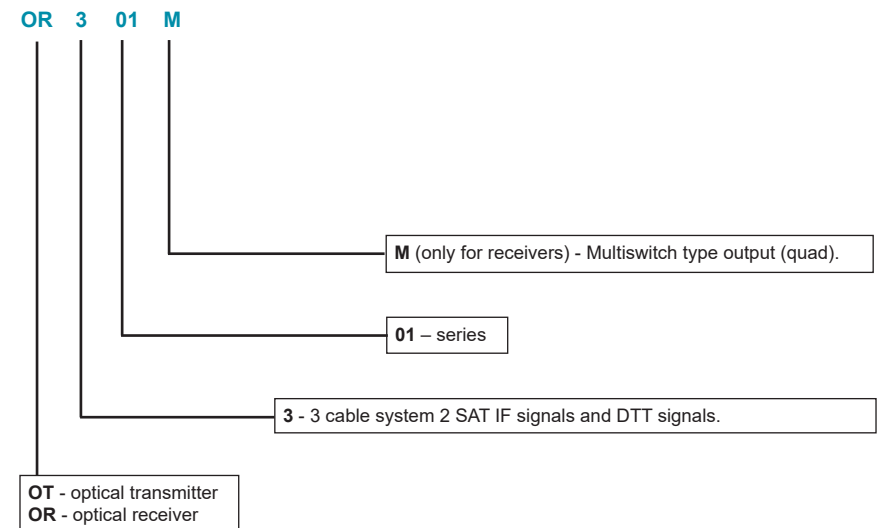 OR 3 01 M
M (only for receivers) - Multiswitch type output (quad).
01 – series
3 - 3 cable system 2 SAT IF signals and DTT signals.
OT - optical transmitter
OR - optical receiver